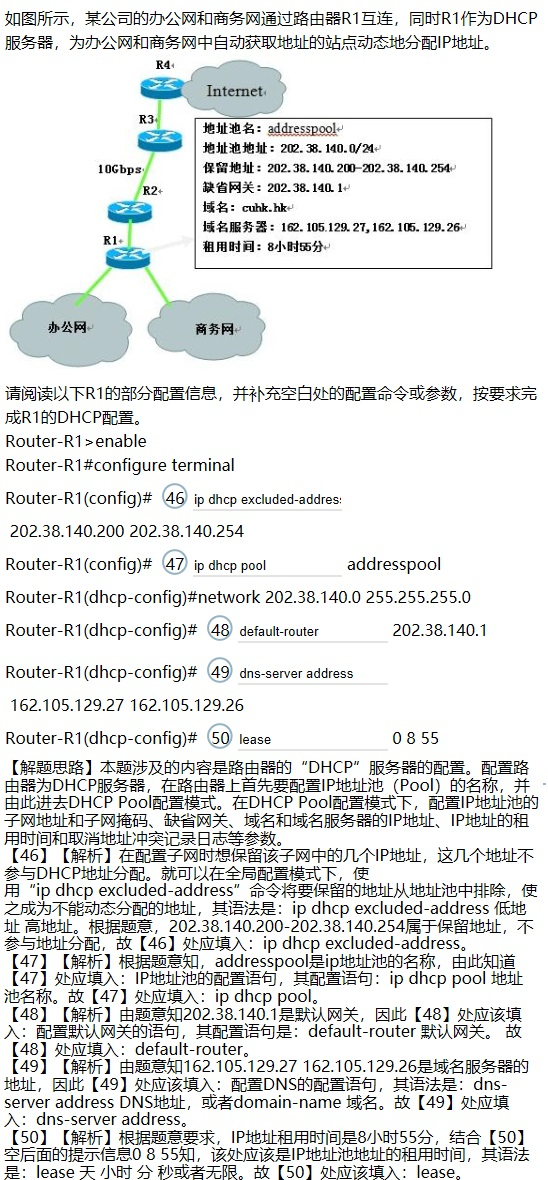 如图所示，某公司的办公网和商务网通过路由器R1互连，同时R1作为DHCP
服务器，为办公网和商务网中自动获取地址的站点动态地分配IP地址。
R4
Internet
R3
10Gbps
R2
R1
办公网
商务网
地址池名：addresspool
地址池地址：202.38.140.0/24
保留地址：202.38.140.200-202.38.140.254
缺省网关：202.38.140.1
域名：cuhk.hk
域名服务器：162.105.129.27,162.105.129.26
租用时间：8小时55分
请阅读以下R1的部分配置信息，并补充空白处的配置命令或参数，按要求完
成R1的DHCP配置。
Router-R1>enable
Router-R1#configure terminal
Router-R1(config)# 46 ip dhcp excluded-address
202.38.140.200 202.38.140.254
Router-R1(config)# 47 ip dhcp pool addresspool
Router-R1(dhcp-config)#network 202.38.140.0 255.255.255.0
Router-R1(dhcp-config)# 48 default-router 202.38.140.1
Router-R1(dhcp-config)# 49 dns-server address
162.105.129.27 162.105.129.26
Router-R1(dhcp-config)# 50 lease 0 8 55
【解题思路】本题涉及的内容是路由器的“DHCP”服务器的配置。配置路
由器为DHCP服务器，在路由器上首先要配置IP地址池（Pool）的名称，并
由此进去DHCP Pool配置模式。在DHCP Pool配置模式下，配置IP地址池的
子网地址和子网掩码、缺省网关、域名和域名服务器的IP地址、IP地址的租
用时间和取消地址冲突记录日志等参数。
【46】【解析】在配置子网时想保留该子网中的几个IP地址，这几个地址不
参与DHCP地址分配。就可以在全局配置模式下，使
用“ip dhcp excluded-address”命令将要保留的地址从地址池中排除，使
之成为不能动态分配的地址，其语法是：ip dhcp excluded-address 低地
址 高地址。根据题意，202.38.140.200-202.38.140.254属于保留地址，不
参与地址分配，故【46】处应填入：ip dhcp excluded-address。
【47】【解析】根据题意知，addresspool是ip地址池的名称，由此知道
【47】处应填入：IP地址池的配置语句，其配置语句：ip dhcp pool 地址
池名称。故【47】处应填入：ip dhcp pool。
【48】【解析】由题意知202.38.140.1是默认网关，因此【48】处应该填
入：配置默认网关的语句，其配置语句是：default-router 默认网关。 故
【48】处应填入：default-router。
【49】【解析】由题意知162.105.129.27 162.105.129.26是域名服务器的
地址，因此【49】处应该填入：配置DNS的配置语句，其语法是：dns-
server address DNS地址，或者domain-name 域名。故【49】处应填
入：dns-server address。
【50】【解析】根据题意要求，IP地址租用时间是8小时55分，结合【50】
空后面的提示信息0 8 55知，该处应该是IP地址池地址的租用时间，其语法
是：lease 天 小时 分 秒或者无限。故【50】处应该填入：lease。